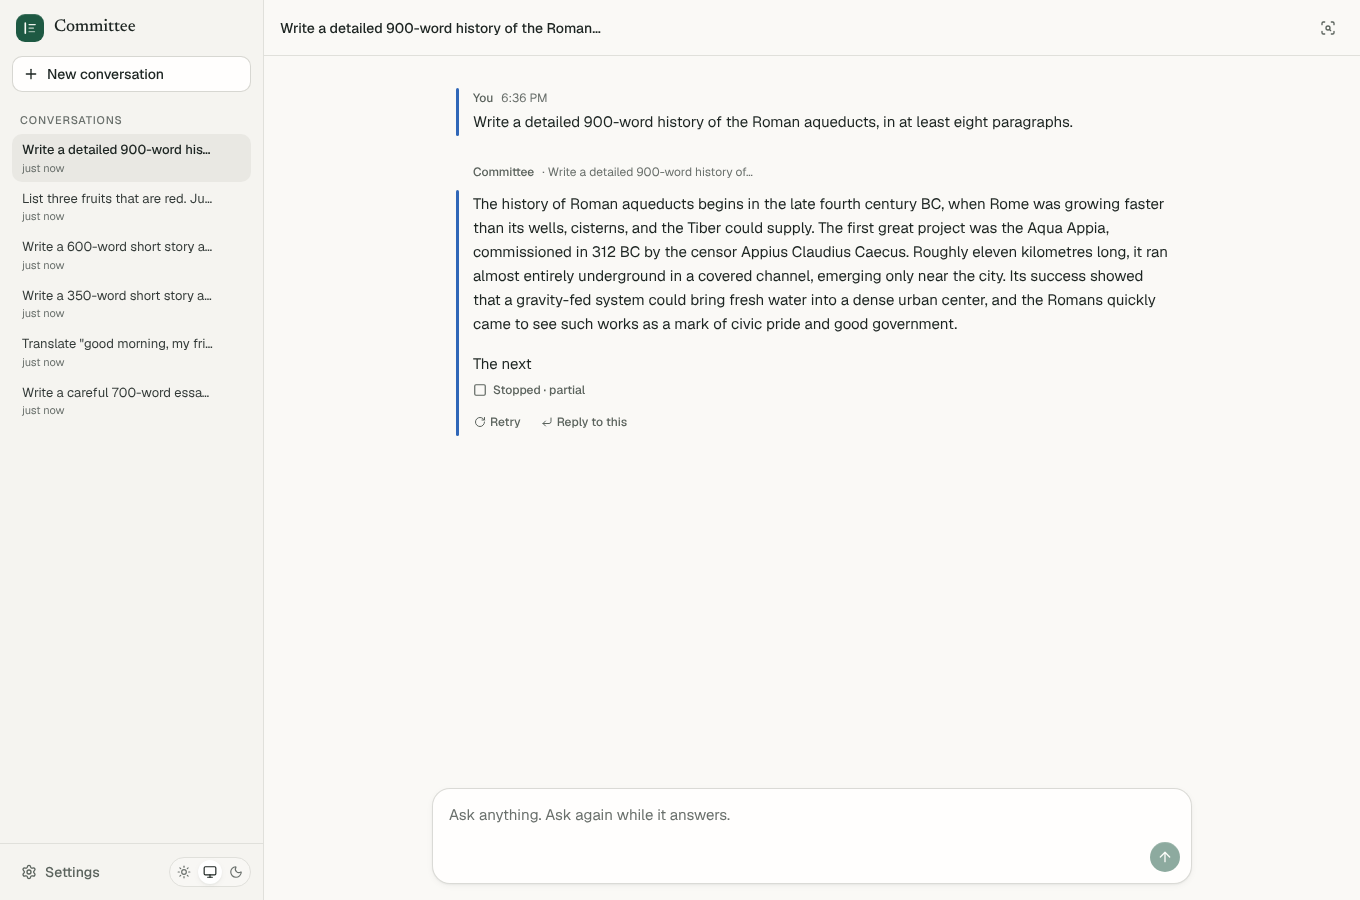 Committee
New conversation
CONVERSATIONS
Write a detailed 900-word his...
just now
List three fruits that are red. Ju...
just now
Write a 600-word short story a...
just now
Write a 350-word short story a...
just now
Translate "good morning, my fri...
just now
Write a careful 700-word essa...
just now
Settings
Write a detailed 900-word history of the Roman...
You 6:36 PM
Write a detailed 900-word history of the Roman aqueducts, in at least eight paragraphs.
Committee · Write a detailed 900-word history of...
The history of Roman aqueducts begins in the late fourth century BC, when Rome was growing faster
than its wells, cisterns, and the Tiber could supply. The first great project was the Aqua Appia,
commissioned in 312 BC by the censor Appius Claudius Caecus. Roughly eleven kilometres long, it ran
almost entirely underground in a covered channel, emerging only near the city. Its success showed
that a gravity-fed system could bring fresh water into a dense urban center, and the Romans quickly
came to see such works as a mark of civic pride and good government.
The next
Stopped · partial
Retry Reply to this
Ask anything. Ask again while it answers.